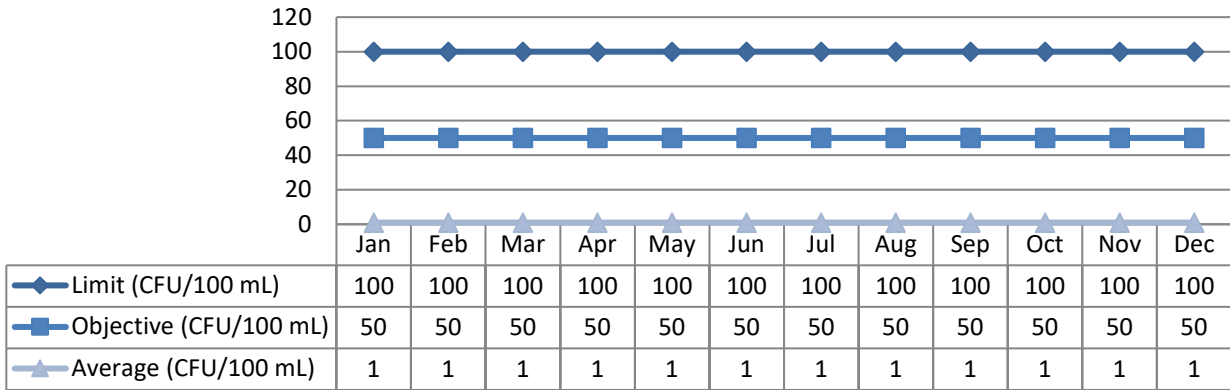 120
100
80
60
40
20
0
Jan Feb Mar Apr May Jun Jul Aug Sep Oct Nov Dec
Limit (CFU/100 mL) 100 100 100 100 100 100 100 100 100 100 100 100
Objective (CFU/100 mL) 50 50 50 50 50 50 50 50 50 50 50 50
Average (CFU/100 mL) 1 1 1 1 1 1 1 1 1 1 1 1